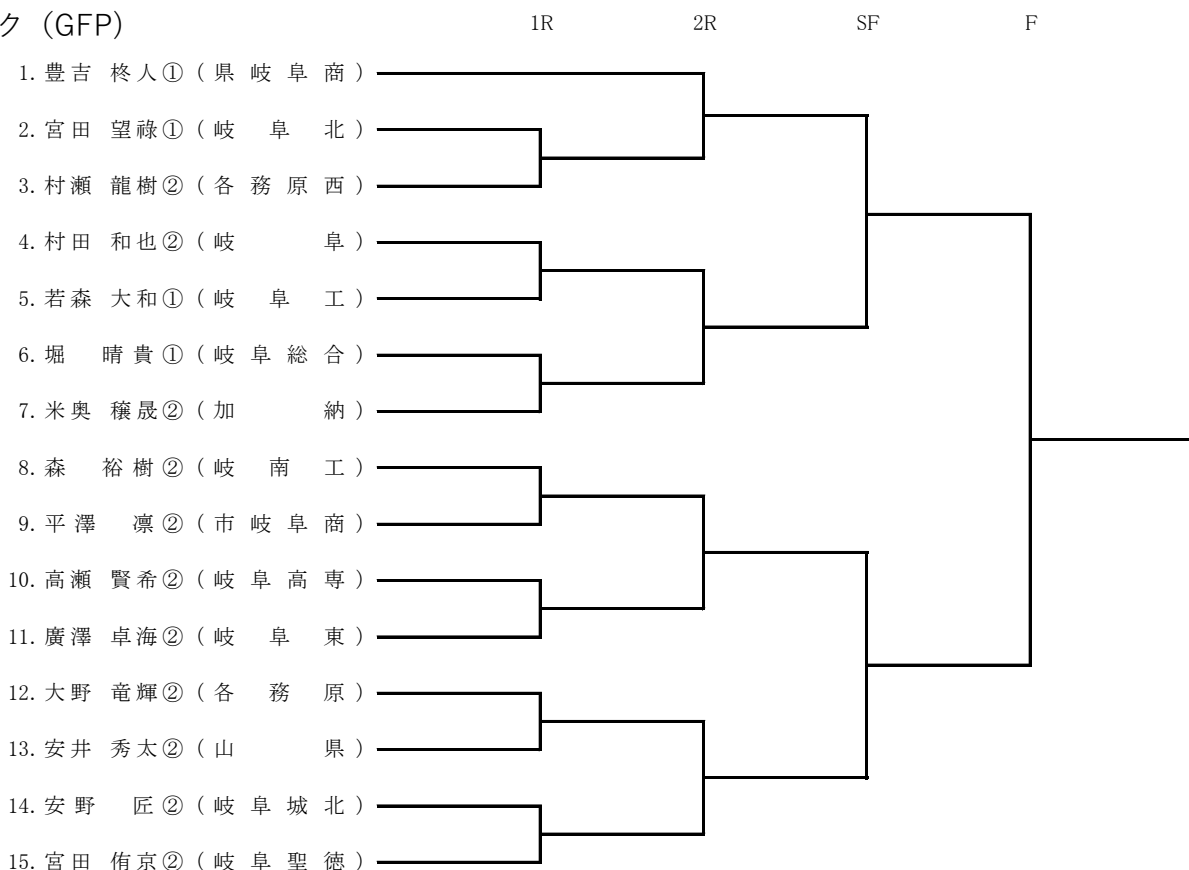 ク (GFP) 1R 2R SF F
1. 豊吉 柊人① (県岐阜商)
2. 宮田 望祿① (岐阜北)
3. 村瀬 龍樹② (各務原西)
4. 村田 和也② (岐阜)
5. 若森 大和① (岐阜工)
6. 堀 晴貴① (岐阜総合)
7. 米奥 穣晟② (加納)
8. 森 裕樹② (岐南工)
9. 平澤 凛② (市岐阜商)
10. 高瀬 賢希② (岐阜高専)
11. 廣澤 卓海② (岐阜東)
12. 大野 竜輝② (各務原)
13. 安井 秀太② (山県)
14. 安野 匠② (岐阜城北)
15. 宮田 侑京② (岐阜聖徳)